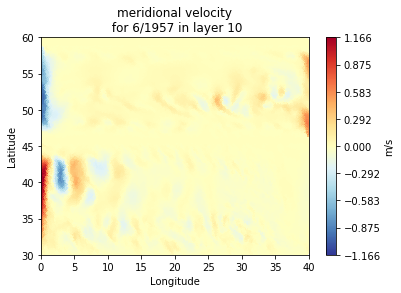 meridional velocity
for 6/1957 in layer 10
60
55
50
45
40
35
30
Latitude
0 5 10 15 20 25 30 35 40
Longitude
1.166
0.875
0.583
0.292
0.000
−0.292
−0.583
−0.875
−1.166
m/s